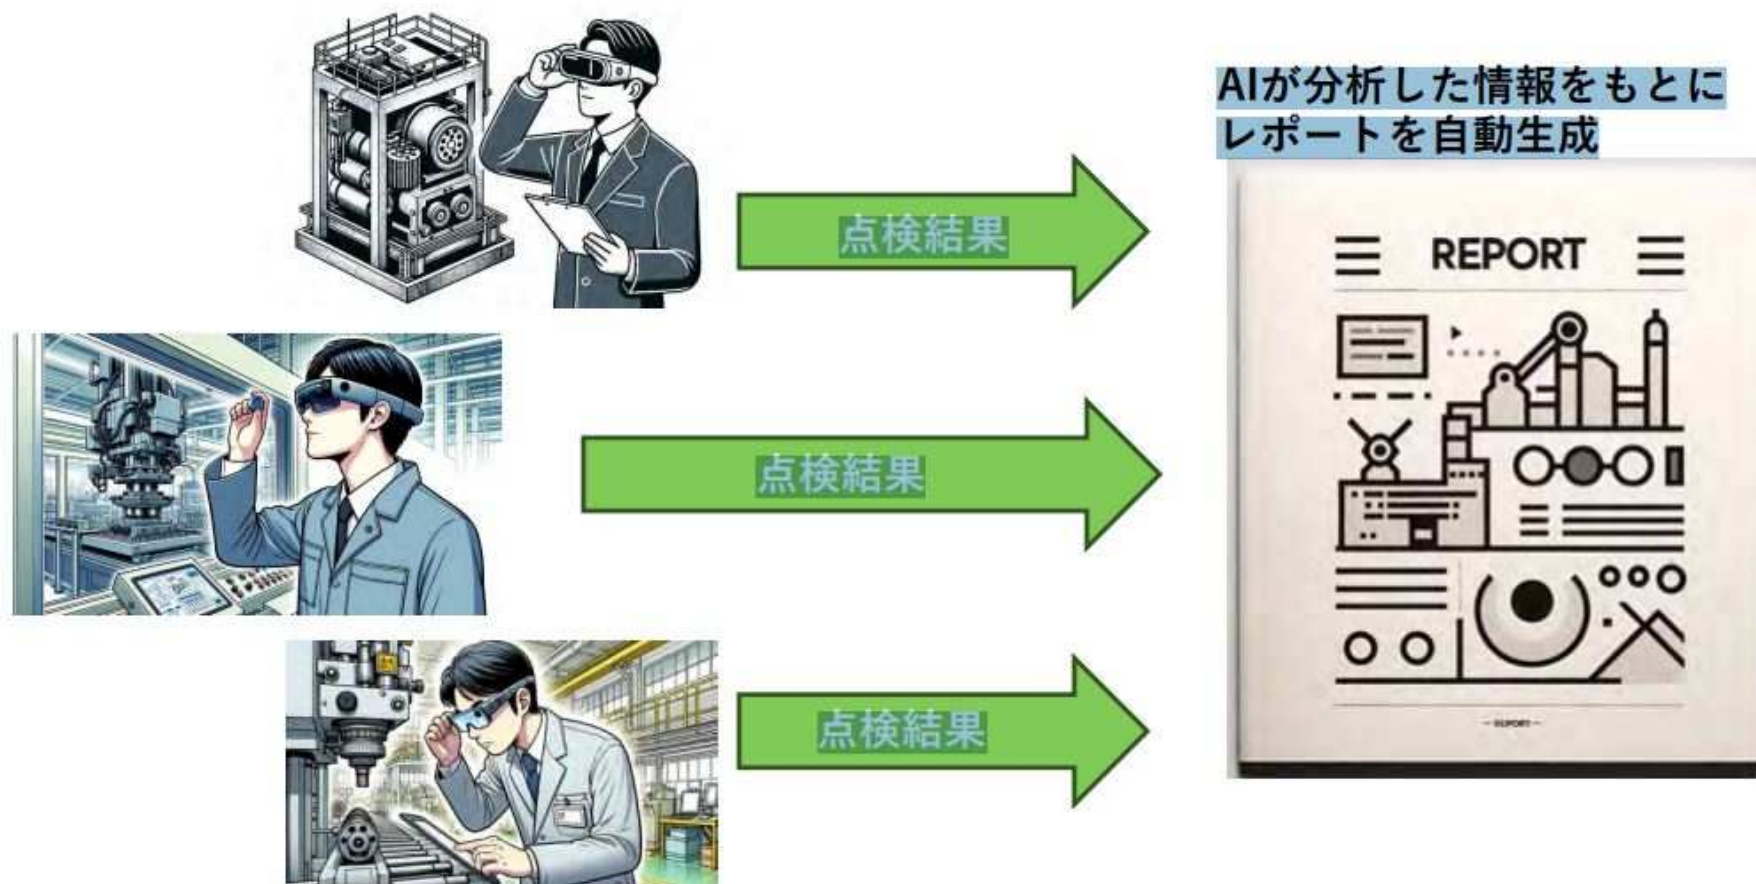 AIが分析した情報をもとに
レポートを自動生成
点検結果
REPORT
点検結果
点検結果
- REPORT -